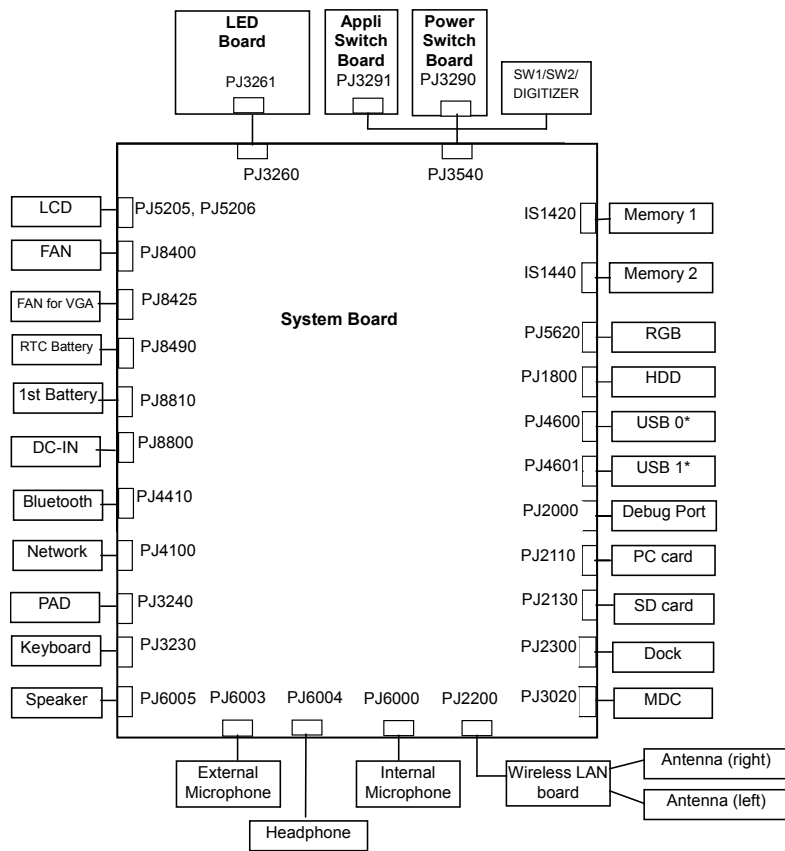 LED
Board
PJ3261
Appli
Switch
Board
PJ3291
Power
Switch
Board
PJ3290
SW1/SW2/
DIGITIZER
PJ3260
PJ3540
LCD
PJ5205, PJ5206
FAN
PJ8400
FAN for VGA
PJ8425
RTC Battery
PJ8490
1st Battery
PJ8810
DC-IN
PJ8800
Bluetooth
PJ4410
Network
PJ4100
PAD
PJ3240
Keyboard
PJ3230
Speaker
PJ6005
System Board
IS1420
Memory 1
IS1440
Memory 2
PJ5620
RGB
PJ1800
HDD
PJ4600
USB 0*
PJ4601
USB 1*
PJ2000
Debug Port
PJ2110
PC card
PJ2130
SD card
PJ2300
Dock
PJ3020
MDC
PJ6003
PJ6004
PJ6000
PJ2200
External
Microphone
Headphone
Internal
Microphone
Wireless LAN
board
Antenna (right)
Antenna (left)